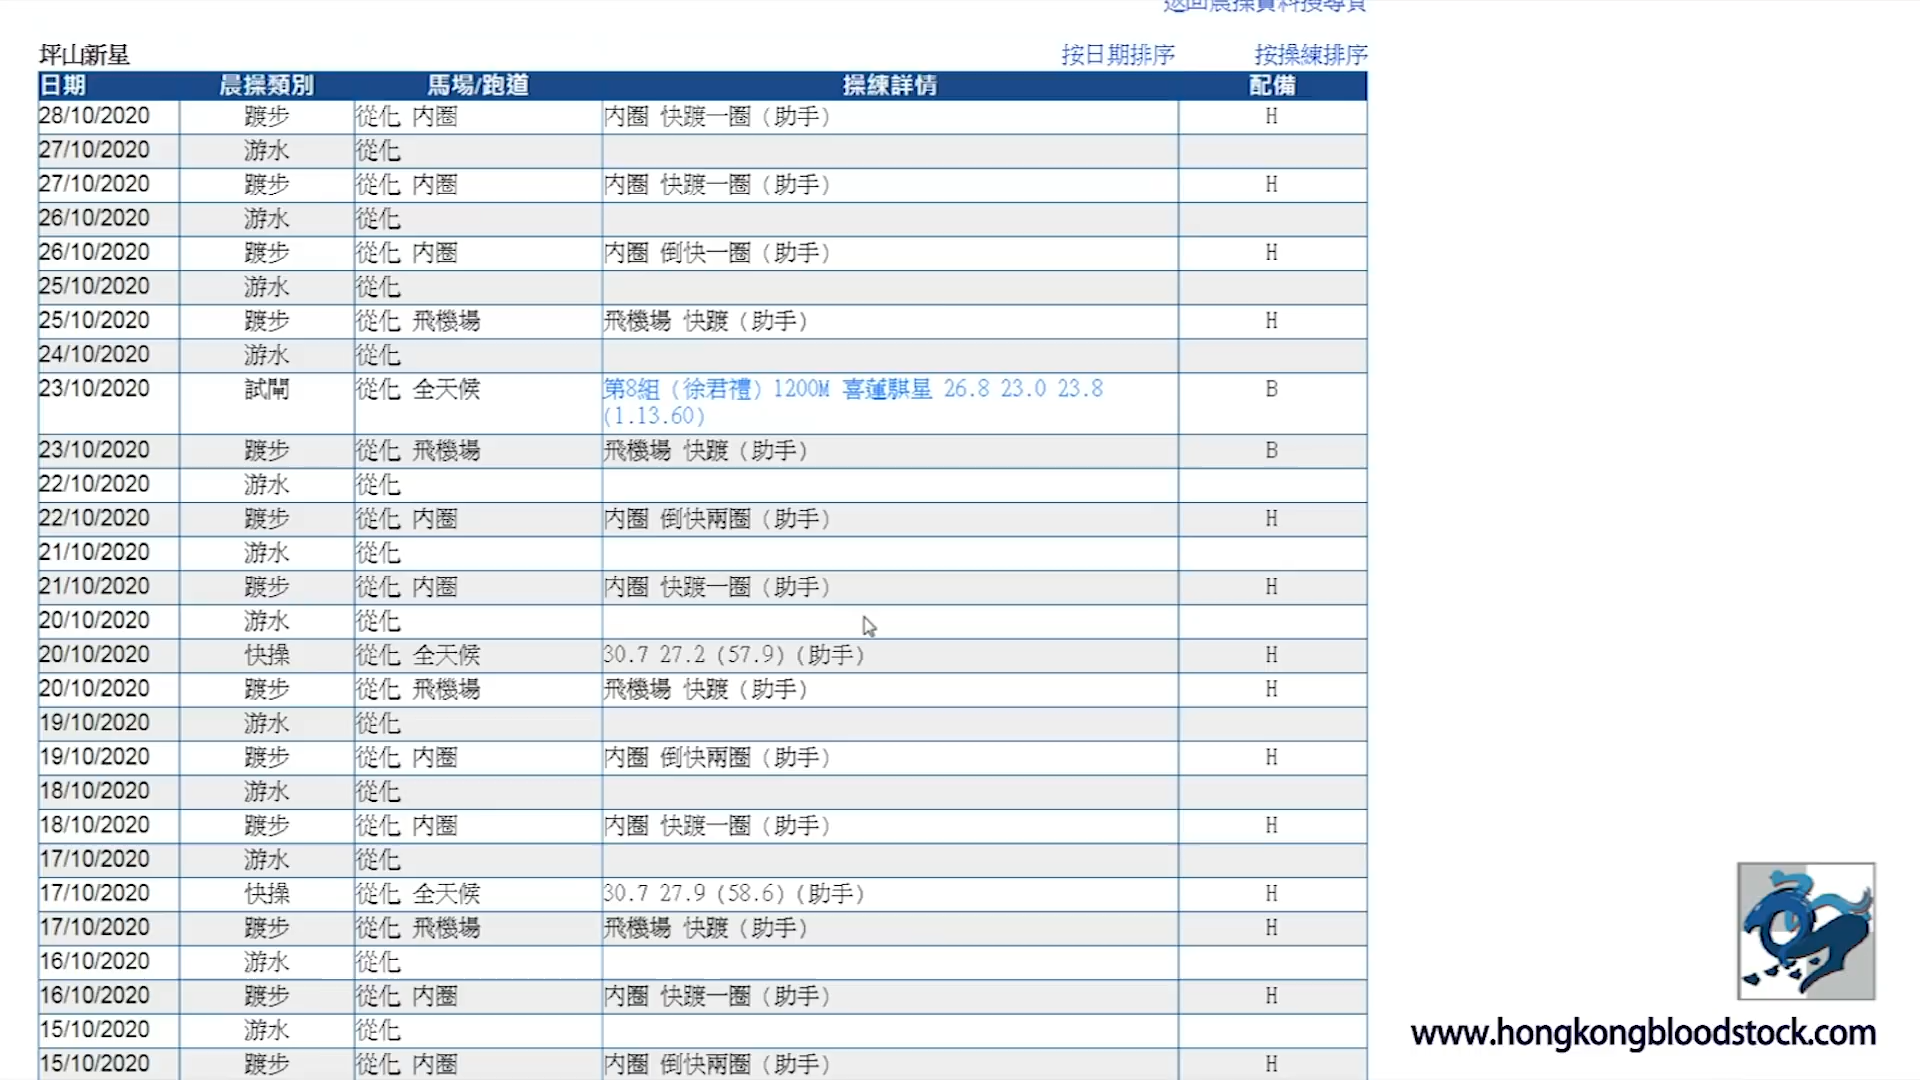 返回晨操資料搜尋頁
坪山新星 按日期排序 按操練排序
日期 晨操類別 馬場/跑道 操練詳情 配備
28/10/2020 踱步 從化 內圈 內圈 快踱一圈 (助手) H
27/10/2020 游水 從化
27/10/2020 踱步 從化 內圈 內圈 快踱一圈 (助手) H
26/10/2020 游水 從化
26/10/2020 踱步 從化 內圈 內圈 倒快一圈 (助手) H
25/10/2020 游水 從化
25/10/2020 踱步 從化 飛機場 飛機場 快踱 (助手) H
24/10/2020 游水 從化
23/10/2020 試閘 從化 全天候 第8組 (徐君禮) 1200M 喜蓮騏星 26.8 23.0 23.8 B
(1.13.60)
23/10/2020 踱步 從化 飛機場 飛機場 快踱 (助手) B
22/10/2020 游水 從化
22/10/2020 踱步 從化 內圈 內圈 倒快兩圈 (助手) H
21/10/2020 游水 從化
21/10/2020 踱步 從化 內圈 內圈 快踱一圈 (助手) H
20/10/2020 游水 從化
20/10/2020 快操 從化 全天候 30.7 27.2 (57.9) (助手) H
20/10/2020 踱步 從化 飛機場 飛機場 快踱 (助手) H
19/10/2020 游水 從化
19/10/2020 踱步 從化 內圈 內圈 倒快兩圈 (助手) H
18/10/2020 游水 從化
18/10/2020 踱步 從化 內圈 內圈 快踱一圈 (助手) H
17/10/2020 游水 從化
17/10/2020 快操 從化 全天候 30.7 27.9 (58.6) (助手) H
17/10/2020 踱步 從化 飛機場 飛機場 快踱 (助手) H
16/10/2020 游水 從化
16/10/2020 踱步 從化 內圈 內圈 快踱一圈 (助手) H
15/10/2020 游水 從化
15/10/2020 踱步 從化 內圈 內圈 倒快兩圈 (助手) H
www.hongkongbloodstock.com